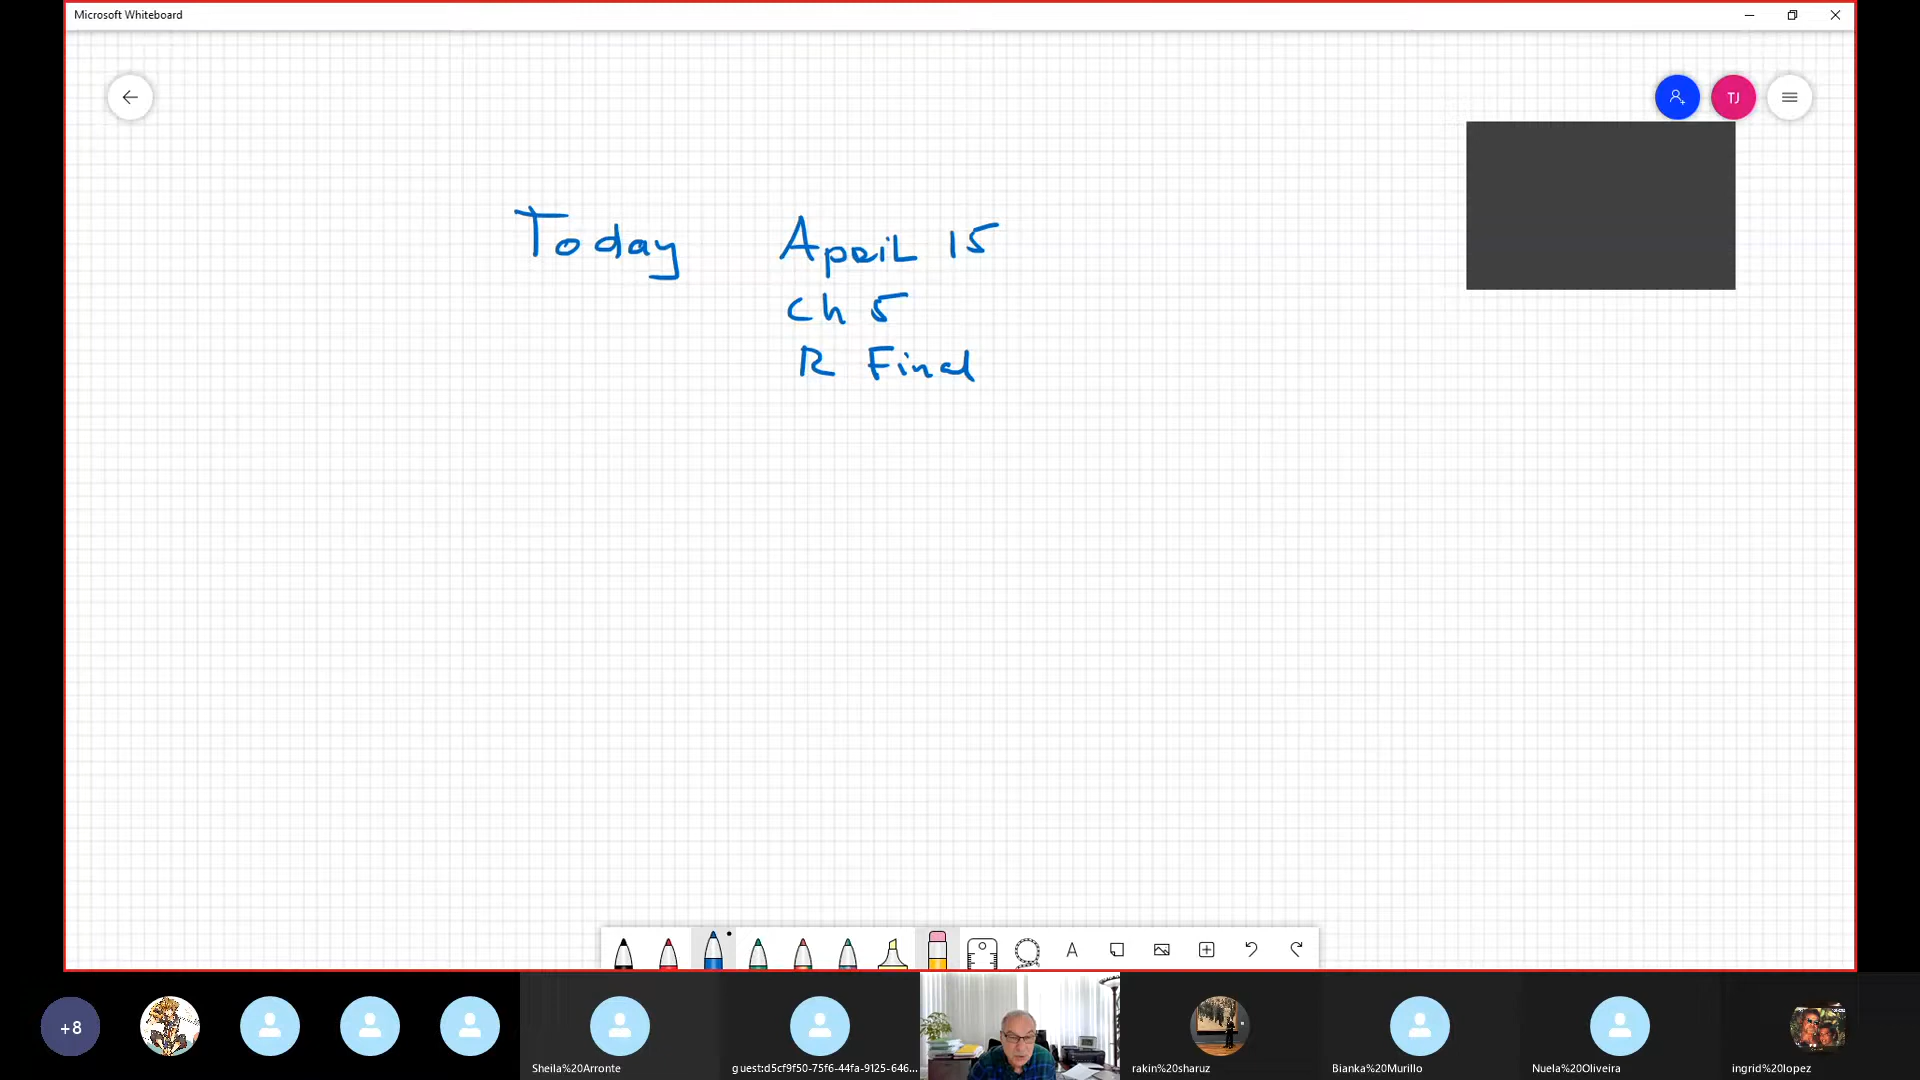 Microsoft Whiteboard
TJ
Today April 15
Ch 5
R Final
A
+8
Sheila%20Arronte
guest:d5cf9f50-75f6-44fa-9125-646...
rakin%20sharuz
Bianka%20Murillo
Nuela%20Oliveira
ingrid%20lopez